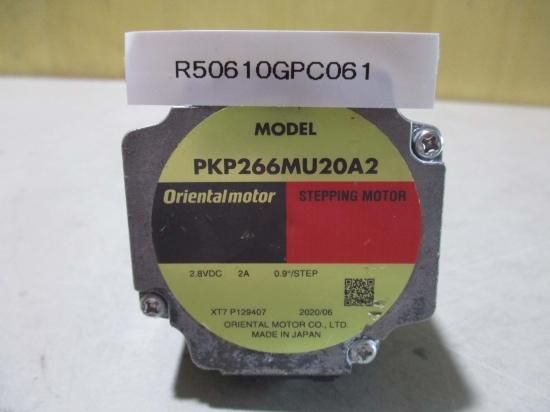 R50610GPC061
MODEL
PKP266MU20A2
Orientalmotor STEPPING MOTOR
2.8VDC 2A 0.9°/STEP
XT7 P129407 2020/06
ORIENTAL MOTOR CO., LTD.
MADE IN JAPAN